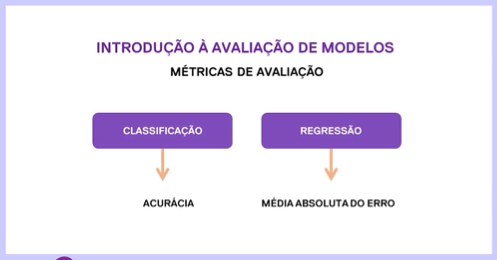 INTRODUÇÃO À AVALIAÇÃO DE MODELOS
MÉTRICAS DE AVALIAÇÃO
CLASSIFICAÇÃO
REGRESSÃO
ACURÁCIA
MÉDIA ABSOLUTA DO ERRO